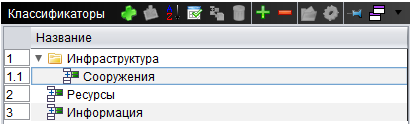 Классификаторы
Название
1 Инфраструктура
1.1 Сооружения
2 Ресурсы
3 Информация